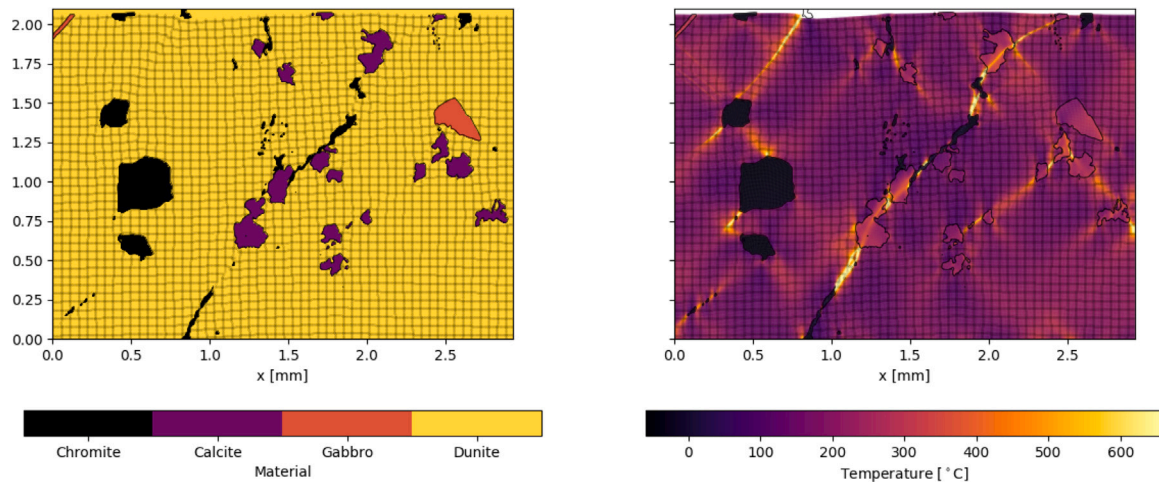 2.00
1.75
1.50
1.25
1.00
0.75
0.50
0.25
0.00
0.0 0.5 1.0 1.5 2.0 2.5
x [mm]
0.0 0.5 1.0 1.5 2.0 2.5
x [mm]
Chromite Calcite Gabbro Dunite
Material
0 100 200 300 400 500 600
Temperature [°C]